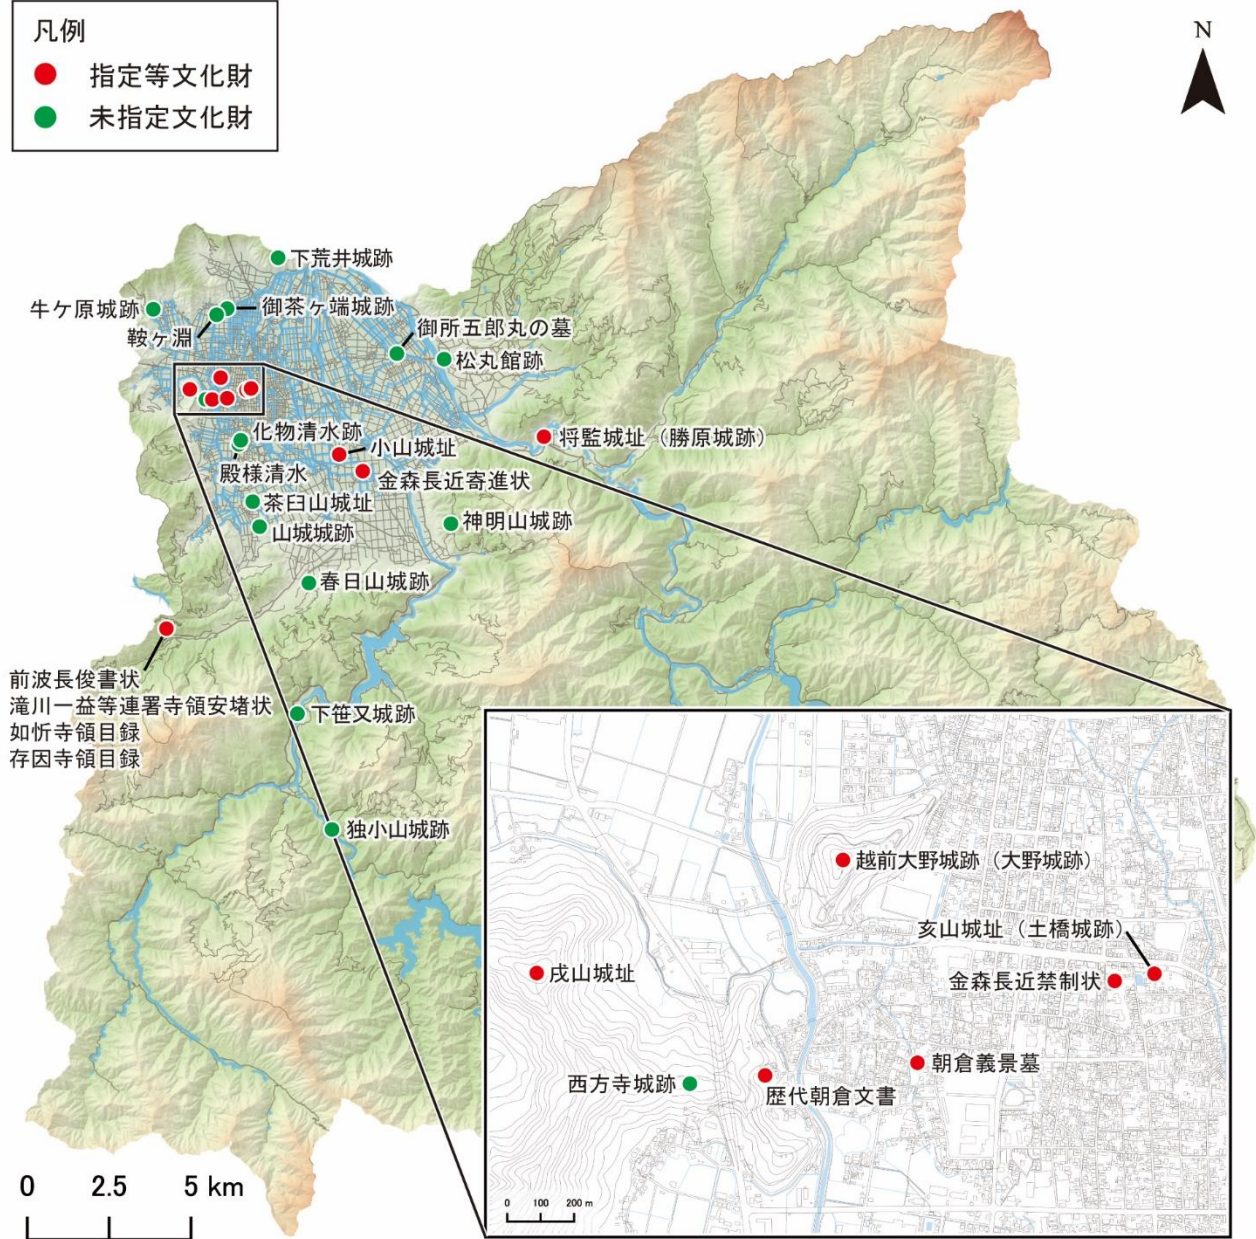 凡例
指定等文化財
未指定文化財
N
下荒井城跡
牛ケ原城跡
御茶ヶ端城跡
鞍ヶ淵
御所五郎丸の墓
松丸館跡
化物清水跡
小山城址
将監城址（勝原城跡）
殿様清水
金森長近寄進状
茶臼山城址
神明山城跡
山城城跡
春日山城跡
前波長俊書状
滝川一益等連署寺領安堵状
如忻寺領目録
存因寺領目録
下笹又城跡
独小山城跡
越前大野城跡（大野城跡）
亥山城址（土橋城跡）
戌山城址
金森長近禁制状
朝倉義景墓
西方寺城跡
歴代朝倉文書
0 2.5 5 km
0 100 200 m